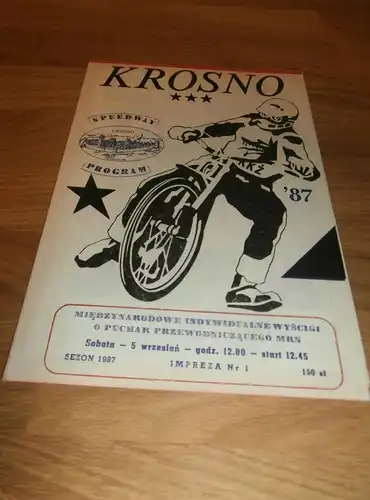 KROSNO
SPEEDWAY
KROSNO
PROGRAM
'87
MIĘDZYNARODOWE INDYWIDUALNE WYŚCIGI
O PUCHAR PRZEWODNICZĄCEGO MRN
Sobota – 5 wrzesień – godz. 12.00 – start 12.45
SEZON 1987 IMPREZA Nr 1 150 zł